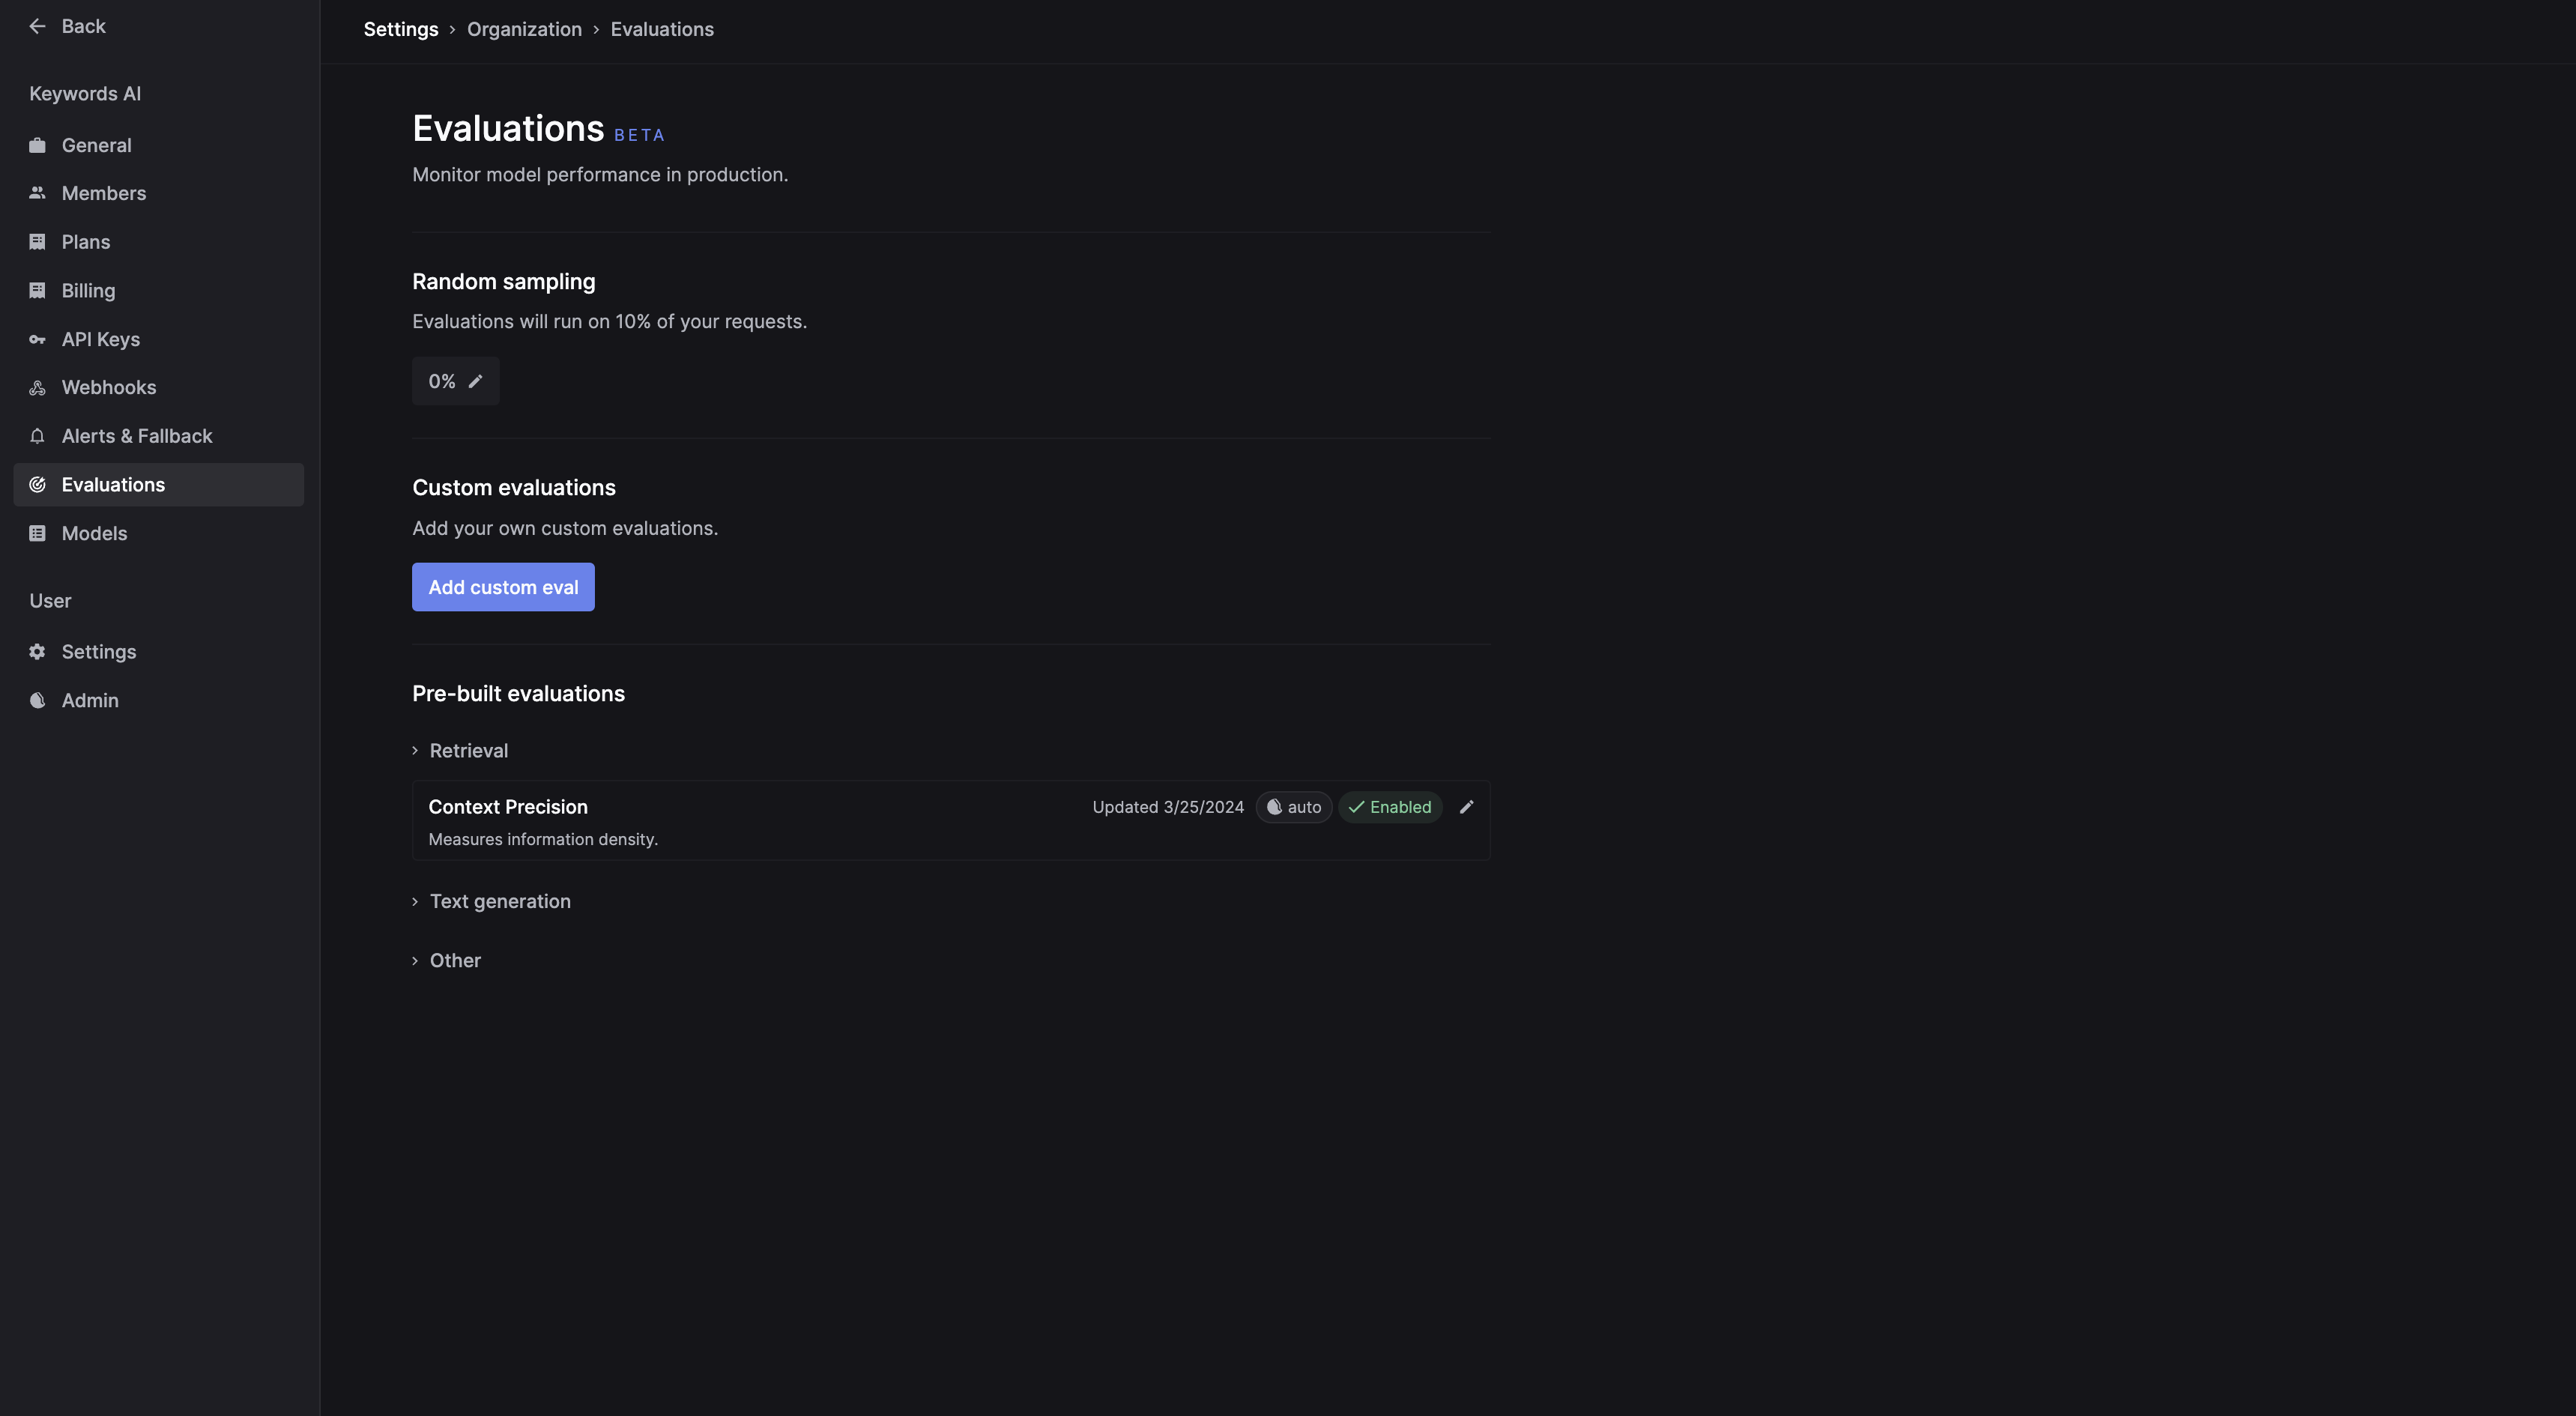 Back
Keywords AI
General
Members
Plans
Billing
API Keys
Webhooks
Alerts & Fallback
Evaluations
Models
User
Settings
Admin
Settings › Organization › Evaluations
Evaluations BETA
Monitor model performance in production.
Random sampling
Evaluations will run on 10% of your requests.
0%
Custom evaluations
Add your own custom evaluations.
Add custom eval
Pre-built evaluations
Retrieval
Context Precision Updated 3/25/2024 auto Enabled
Measures information density.
Text generation
Other